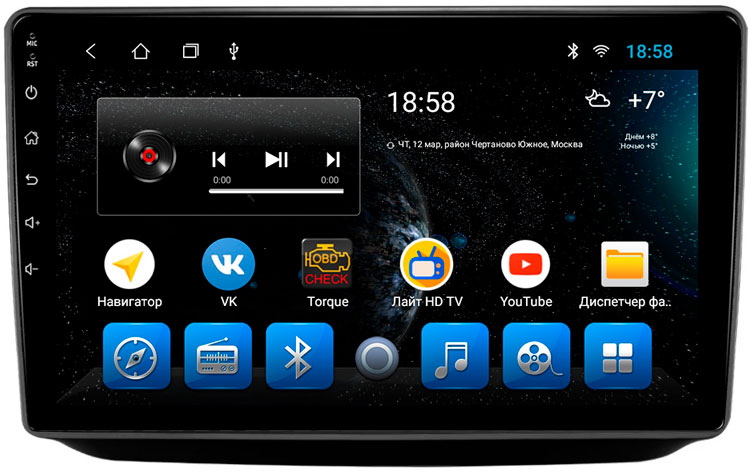 MIC
RST
18:58
18:58
+7°
ЧТ, 12 мар, район Чертаново Южное, Москва
Днём +8°
Ночью +5°
0:00
0:00
OBD
CHECK
Навигатор
VK
Torque
Лайт HD TV
YouTube
Диспетчер фа..